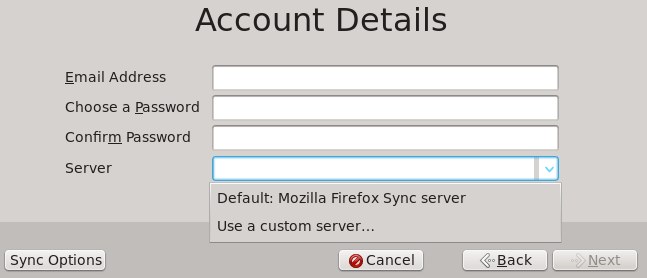 Account Details
Email Address
Choose a Password
Confirm Password
Server
Default: Mozilla Firefox Sync server
Use a custom server...
Sync Options
Cancel
Back
Next